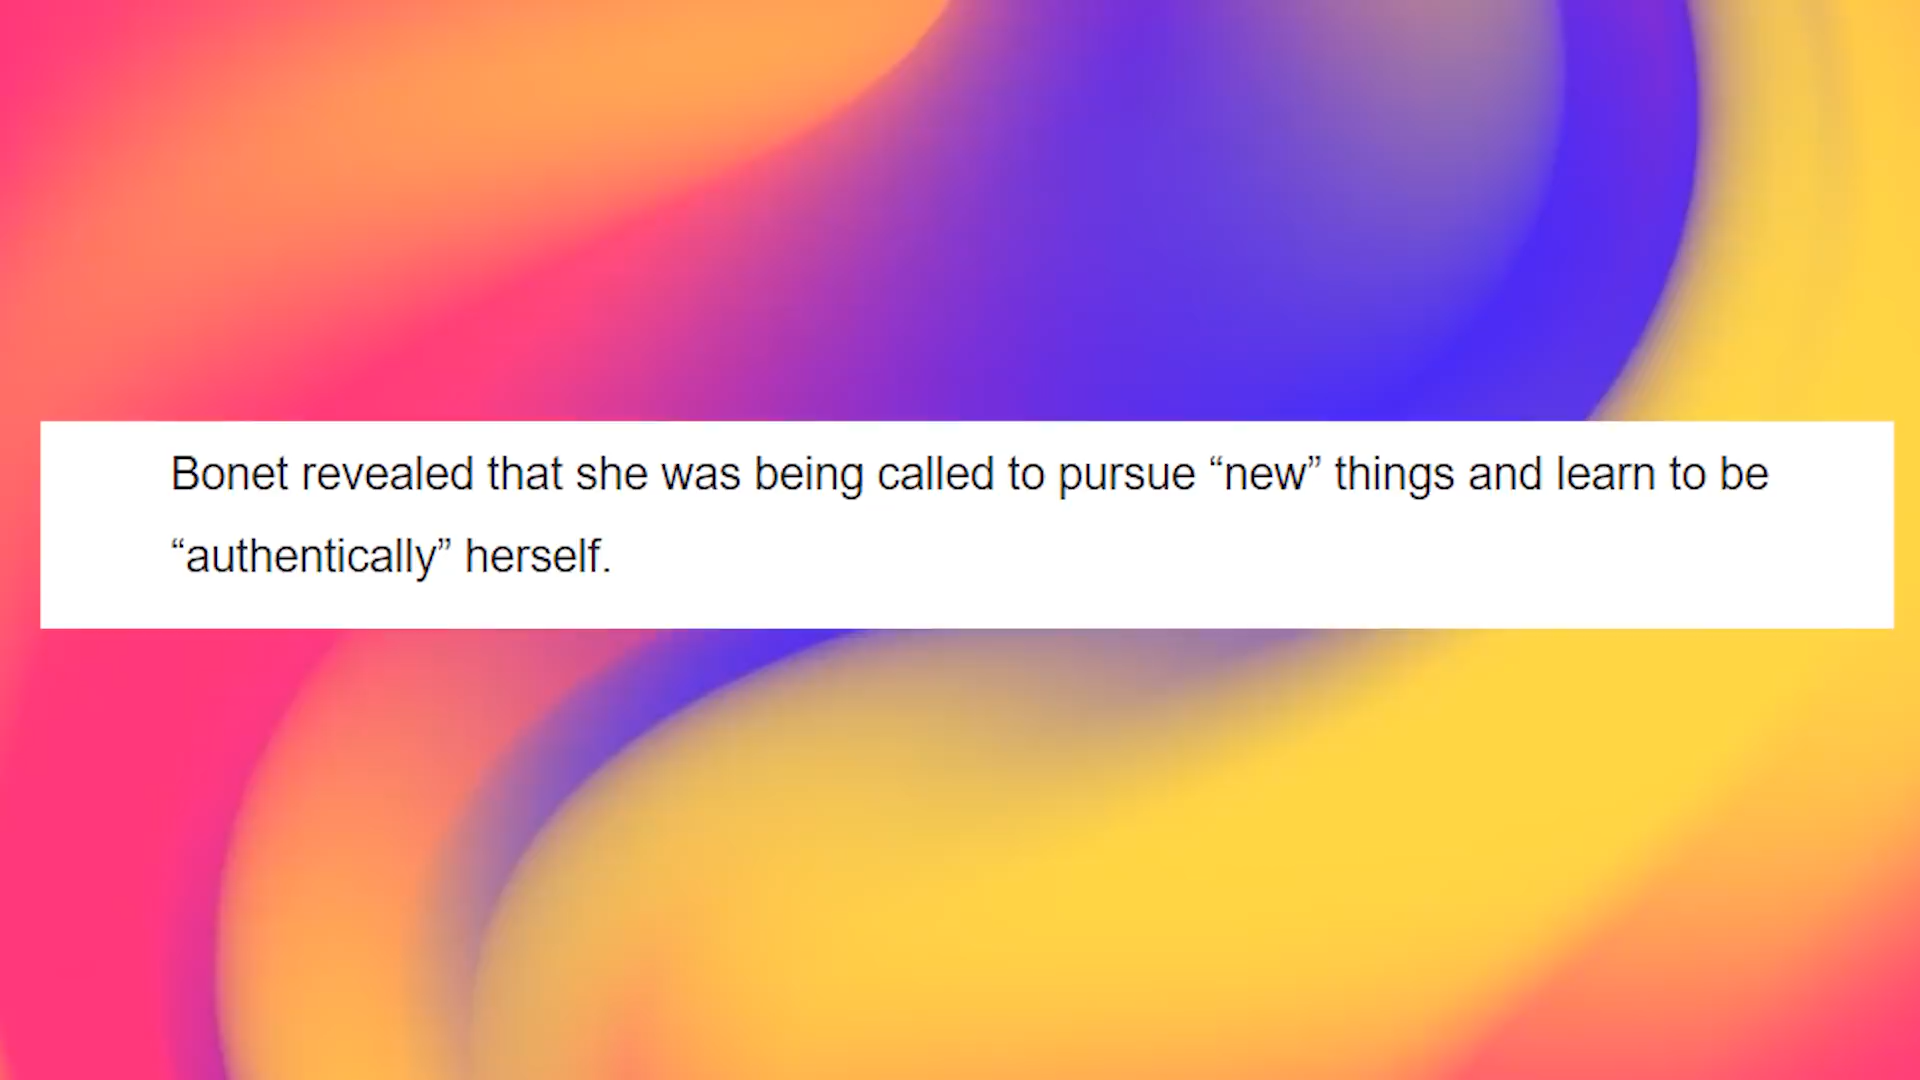 Bonet revealed that she was being called to pursue “new” things and learn to be
“authentically” herself.